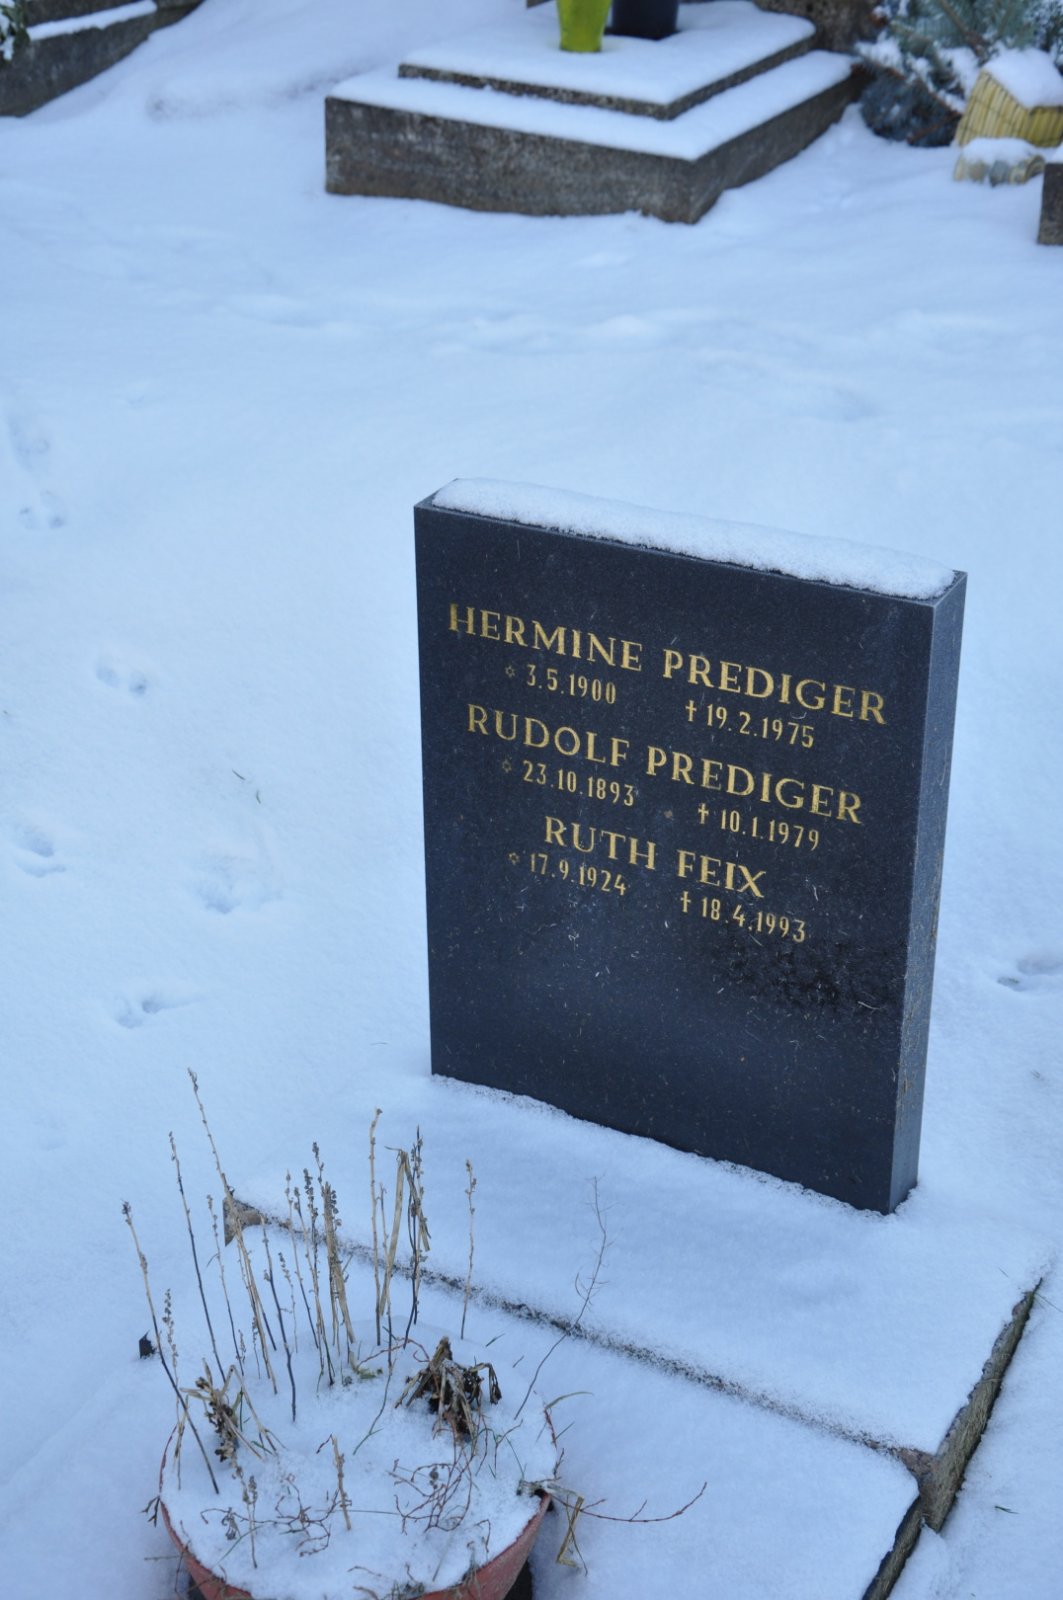 HERMINE PREDIGER
✡ 3.5.1900 ✝ 19.2.1975
RUDOLF PREDIGER
✡ 23.10.1893 ✝ 10.1.1979
RUTH FEIX
✡ 17.9.1924 ✝ 18.4.1993